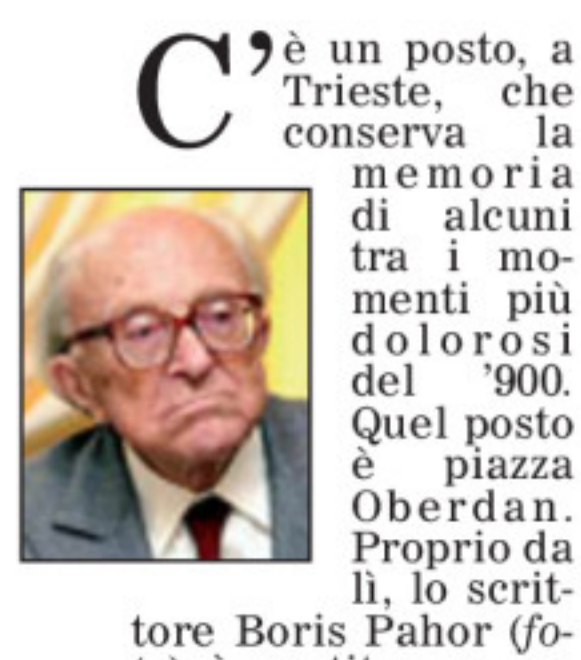 C'è un posto, a
Trieste, che
conserva la
memoria
di alcuni
tra i mo-
menti più
dolorosi
del '900.
Quel posto
è piazza
Oberdan.
Proprio da
lì, lo scrit-
tore Boris Pahor (fo-